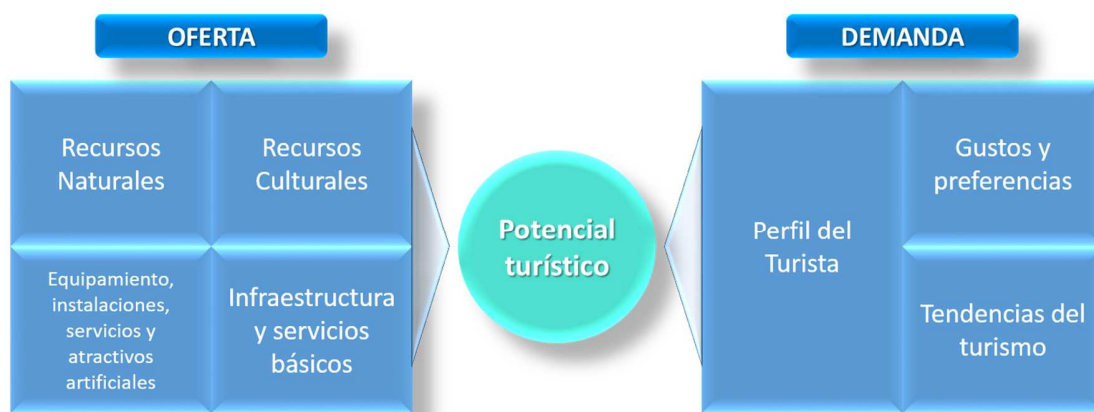 OFERTA
Recursos
Naturales
Recursos
Culturales
Equipamiento,
instalaciones,
servicios y
atractivos
artificiales
Infraestructura
y servicios
básicos
Potencial
turístico
DEMANDA
Perfil del
Turista
Gustos y
preferencias
Tendencias del
turismo